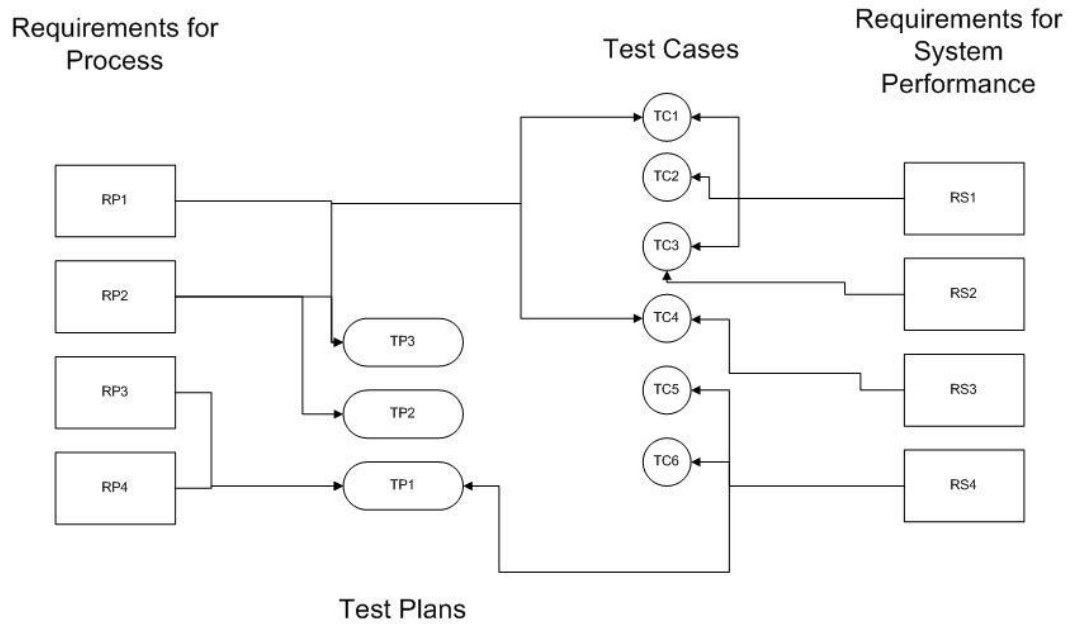 Requirements for
Process
Test Cases
Requirements for
System
Performance
RP1
RP2
RP3
RP4
TP3
TP2
TP1
TC1
TC2
TC3
TC4
TC5
TC6
RS1
RS2
RS3
RS4
Test Plans